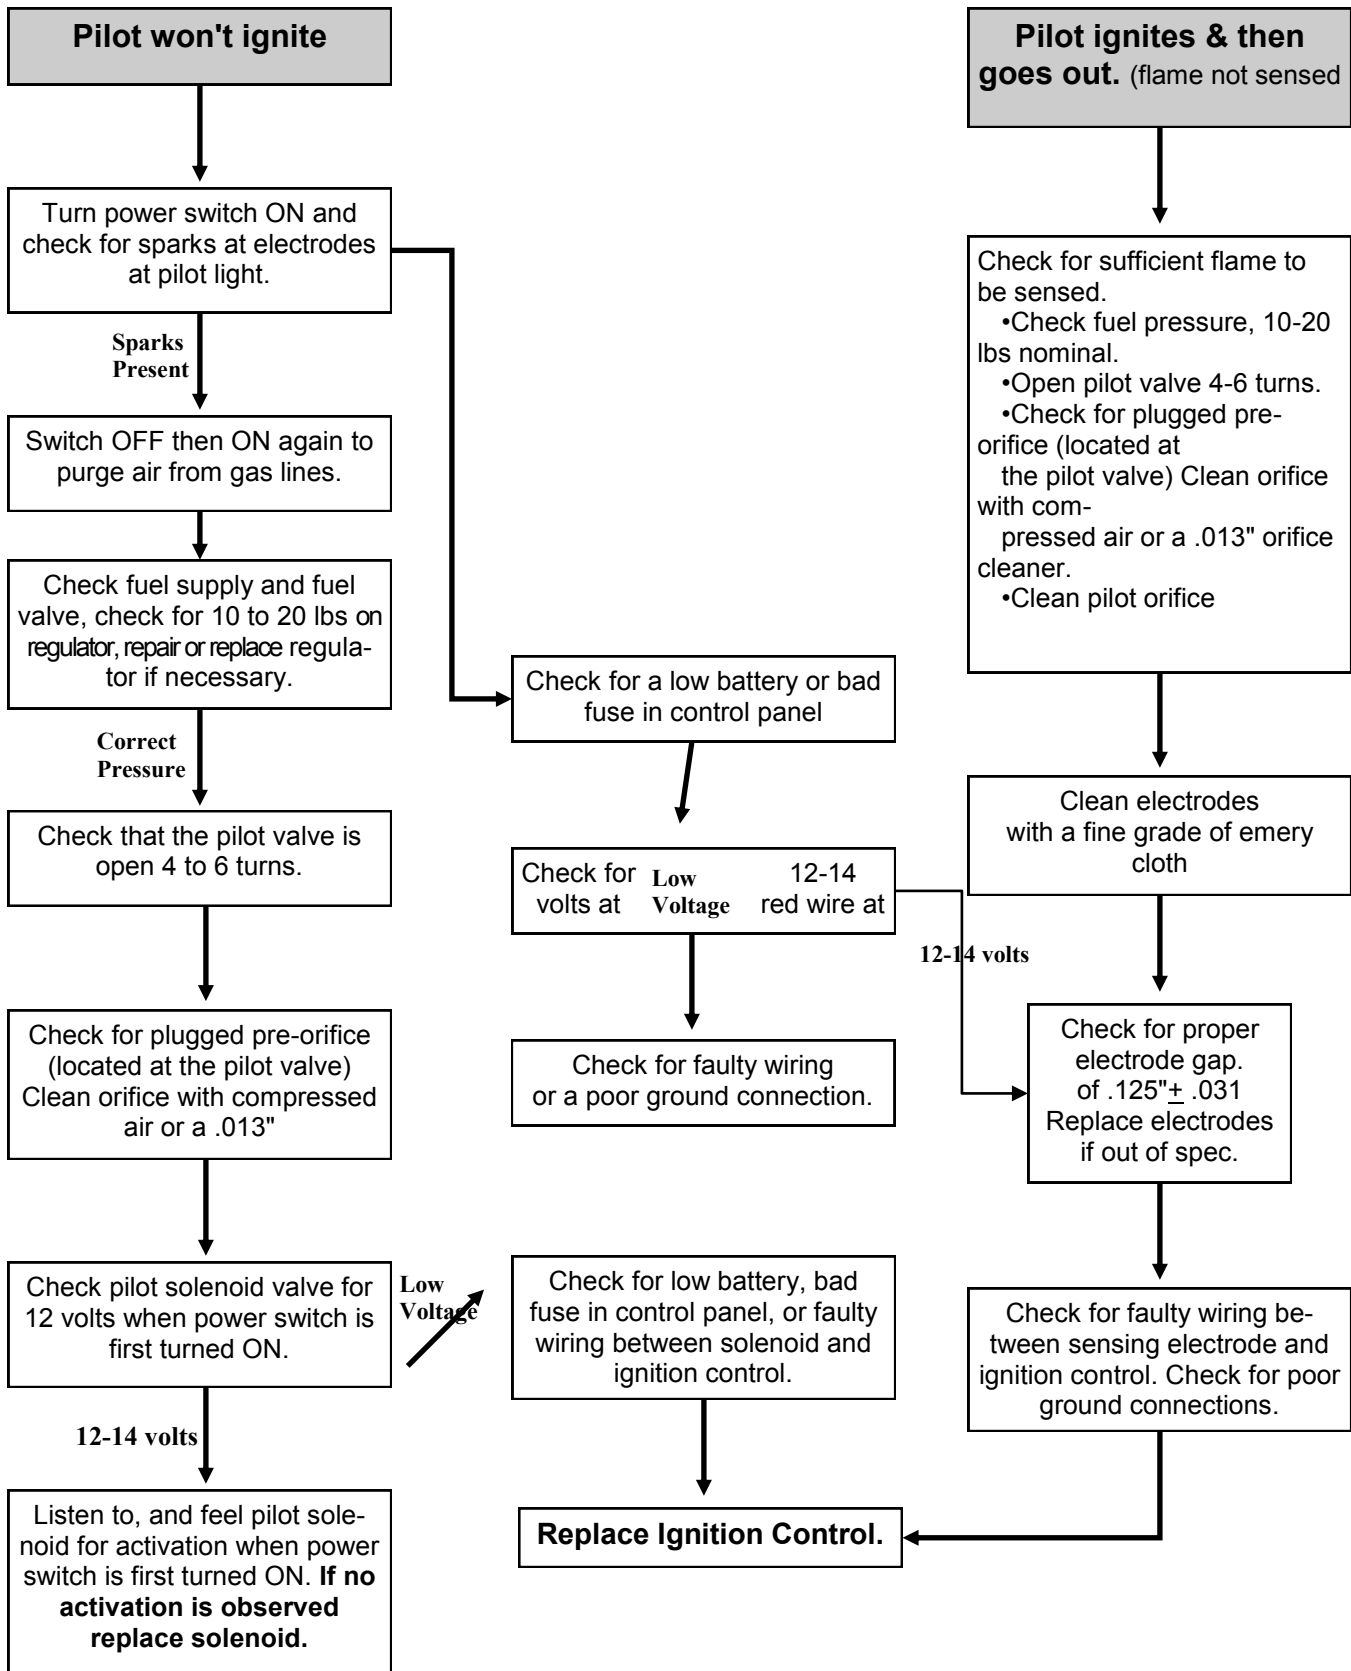 Pilot won't ignite
Turn power switch ON and
check for sparks at electrodes
at pilot light.
Sparks
Present
Switch OFF then ON again to
purge air from gas lines.
Check fuel supply and fuel
valve, check for 10 to 20 lbs on
regulator, repair or replace regula-
tor if necessary.
Correct
Pressure
Check that the pilot valve is
open 4 to 6 turns.
Check for plugged pre-orifice
(located at the pilot valve)
Clean orifice with compressed
air or a .013"
Check pilot solenoid valve for
12 volts when power switch is
first turned ON.
Low
Voltage
12-14 volts
Listen to, and feel pilot sole-
noid for activation when power
switch is first turned ON. If no
activation is observed
replace solenoid.
Check for a low battery or bad
fuse in control panel
Check for Low 12-14
volts at Voltage red wire at
12-14 volts
Check for faulty wiring
or a poor ground connection.
Check for low battery, bad
fuse in control panel, or faulty
wiring between solenoid and
ignition control.
Replace Ignition Control.
Pilot ignites & then
goes out. (flame not sensed
Check for sufficient flame to
be sensed.
•Check fuel pressure, 10-20
lbs nominal.
•Open pilot valve 4-6 turns.
•Check for plugged pre-
orifice (located at
the pilot valve) Clean orifice
with com-
pressed air or a .013" orifice
cleaner.
•Clean pilot orifice
Clean electrodes
with a fine grade of emery
cloth
Check for proper
electrode gap.
of .125"± .031
Replace electrodes
if out of spec.
Check for faulty wiring be-
tween sensing electrode and
ignition control. Check for poor
ground connections.